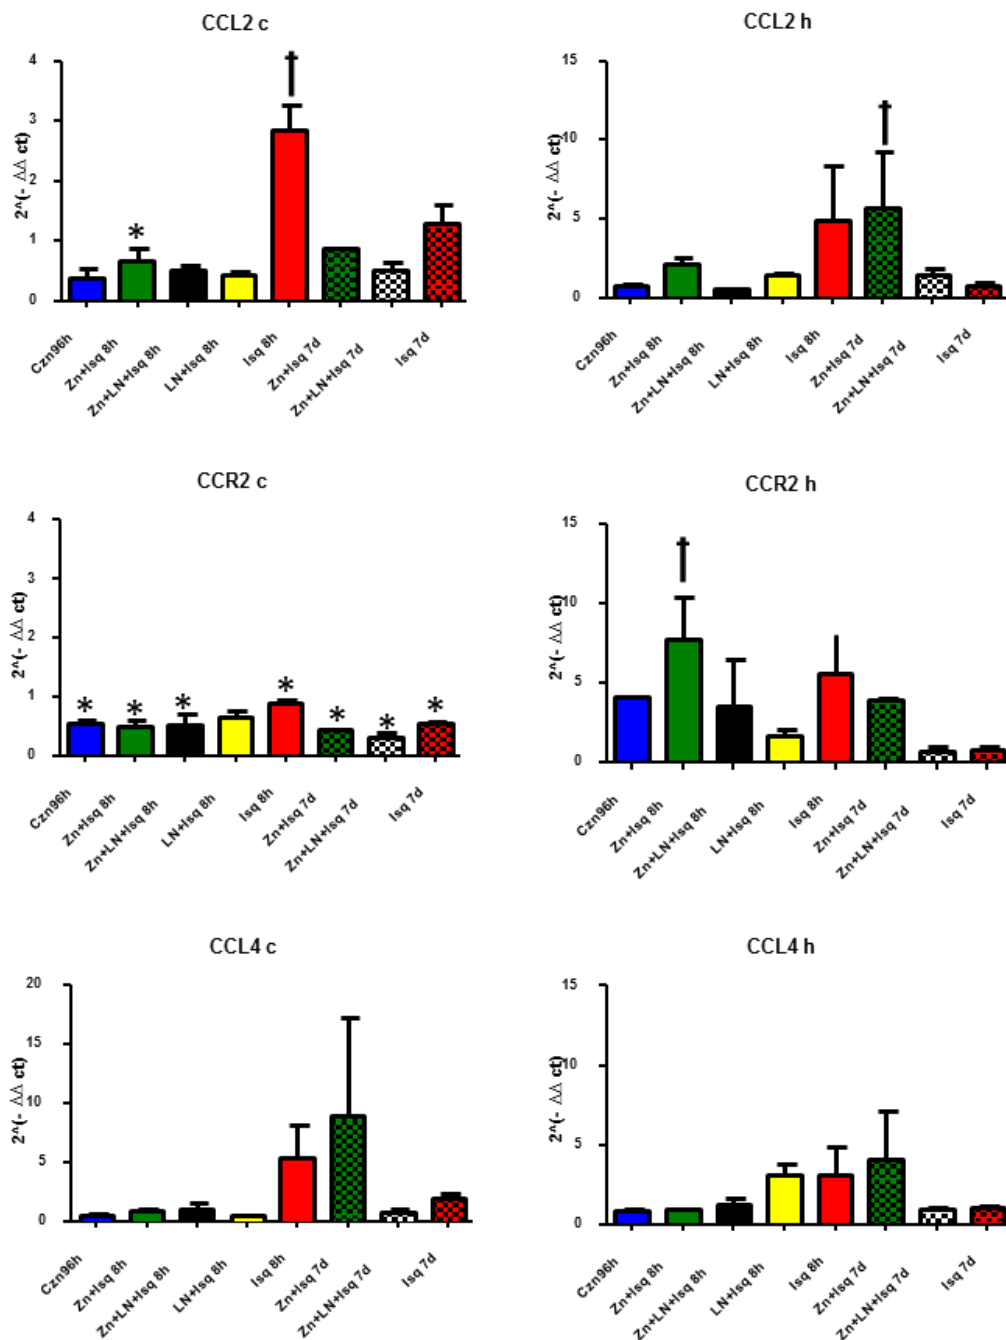 CCL2 c
2^(- ΔΔ ct)
4
3
2
1
0
†
*
Czn96h
Zn+Isq 8h
Zn+LN+Isq 8h
LN+Isq 8h
Isq 8h
Zn+Isq 7d
Zn+LN+Isq 7d
Isq 7d
CCL2 h
2^(- ΔΔ ct)
15
10
5
0
†
Czn96h
Zn+Isq 8h
Zn+LN+Isq 8h
LN+Isq 8h
Isq 8h
Zn+Isq 7d
Zn+LN+Isq 7d
Isq 7d
CCR2 c
2^(- ΔΔ ct)
4
3
2
1
0
* * * * * * *
Czn96h
Zn+Isq 8h
Zn+LN+Isq 8h
LN+Isq 8h
Isq 8h
Zn+Isq 7d
Zn+LN+Isq 7d
Isq 7d
CCR2 h
2^(- ΔΔ ct)
15
10
5
0
†
Czn96h
Zn+Isq 8h
Zn+LN+Isq 8h
LN+Isq 8h
Isq 8h
Zn+Isq 7d
Zn+LN+Isq 7d
Isq 7d
CCL4 c
2^(- ΔΔ ct)
20
15
10
5
0
Czn96h
Zn+Isq 8h
Zn+LN+Isq 8h
LN+Isq 8h
Isq 8h
Zn+Isq 7d
Zn+LN+Isq 7d
Isq 7d
CCL4 h
2^(- ΔΔ ct)
15
10
5
0
Czn96h
Zn+Isq 8h
Zn+LN+Isq 8h
LN+Isq 8h
Isq 8h
Zn+Isq 7d
Zn+LN+Isq 7d
Isq 7d